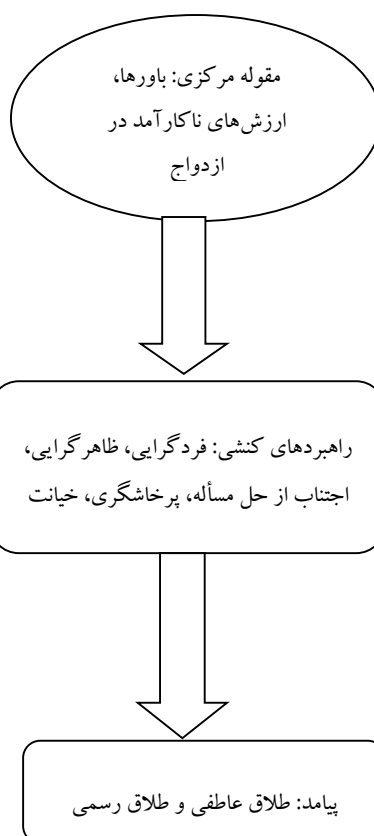 مقوله مرکزی: باورها،
ارزش‌های ناکارآمد در
ازدواج
راهبردهای کنشی: فردگرایی، ظاهرگرایی،
اجتناب از حل مسأله، پرخاشگری، خیانت
پیامد: طلاق عاطفی و طلاق رسمی